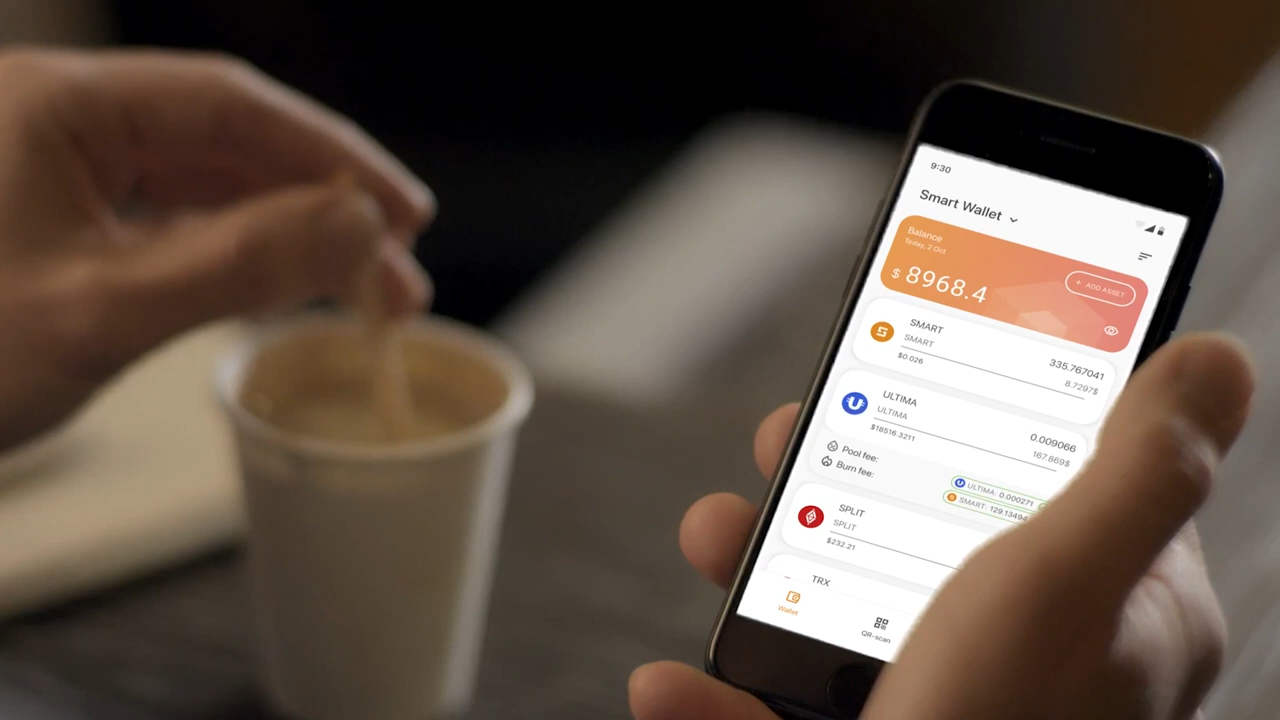 9:30
Smart Wallet
Balance
Today, 2 Oct
$ 8968.4
+ ADD ASSET
SMART
SMART
$0.026
335.767041
8.7297$
ULTIMA
ULTIMA
$18516.3211
0.009066
167.869$
Pool fee:
Burn fee:
ULTIMA: 0.000271
SMART: 129.13494
SPLIT
SPLIT
$232.21
TRX
Wallet
QR-scan